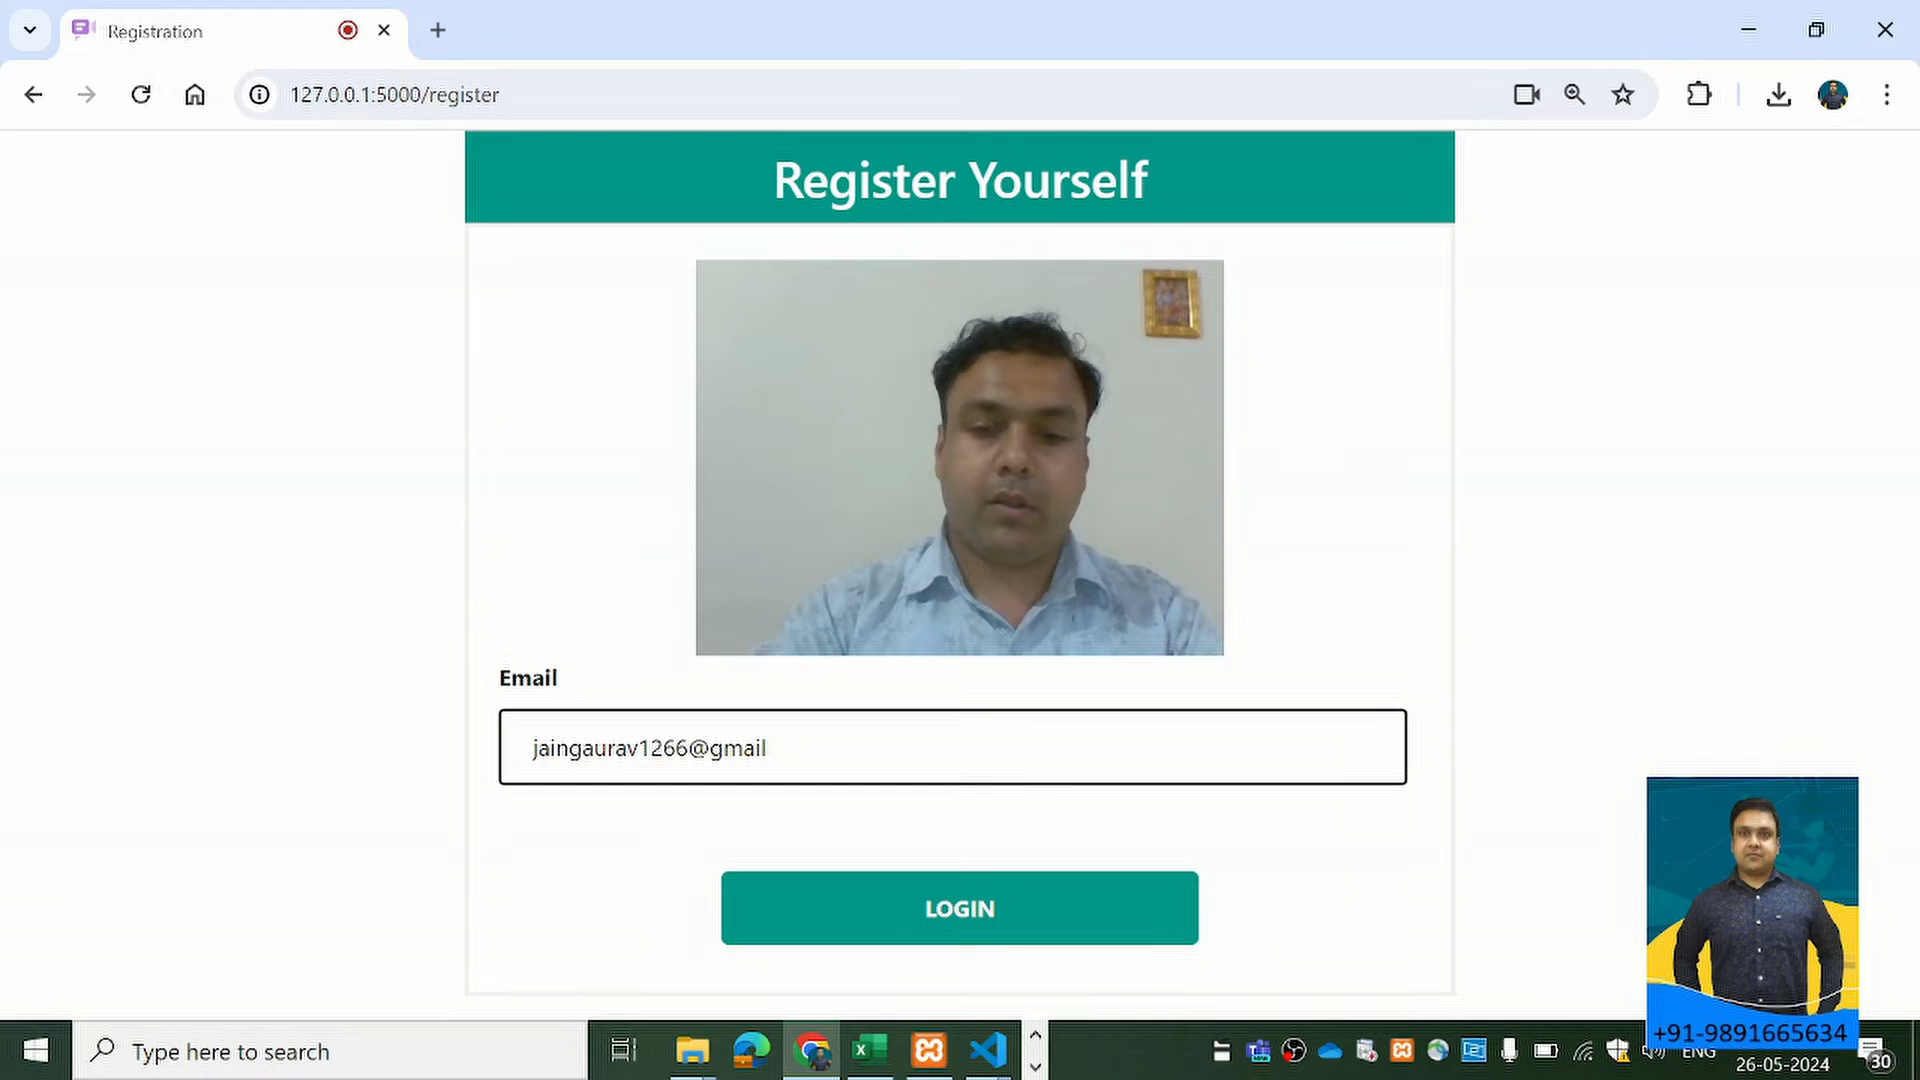 Registration
127.0.0.1:5000/register
Register Yourself
Email
jaingaurav1266@gmail
LOGIN
+91-9891665634
Type here to search
ENG
26-05-2024
30